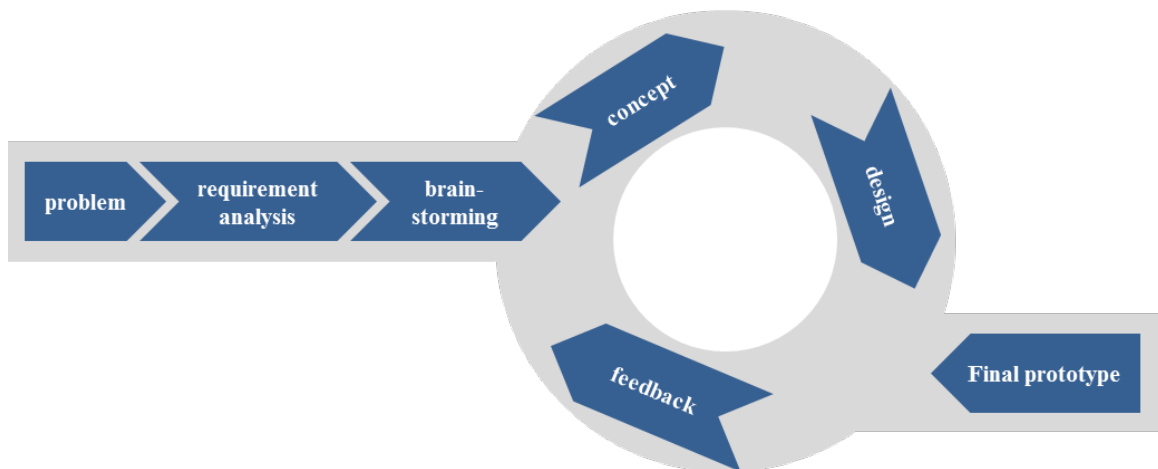 problem
requirement
analysis
brain-
storming
concept
design
feedback
Final prototype